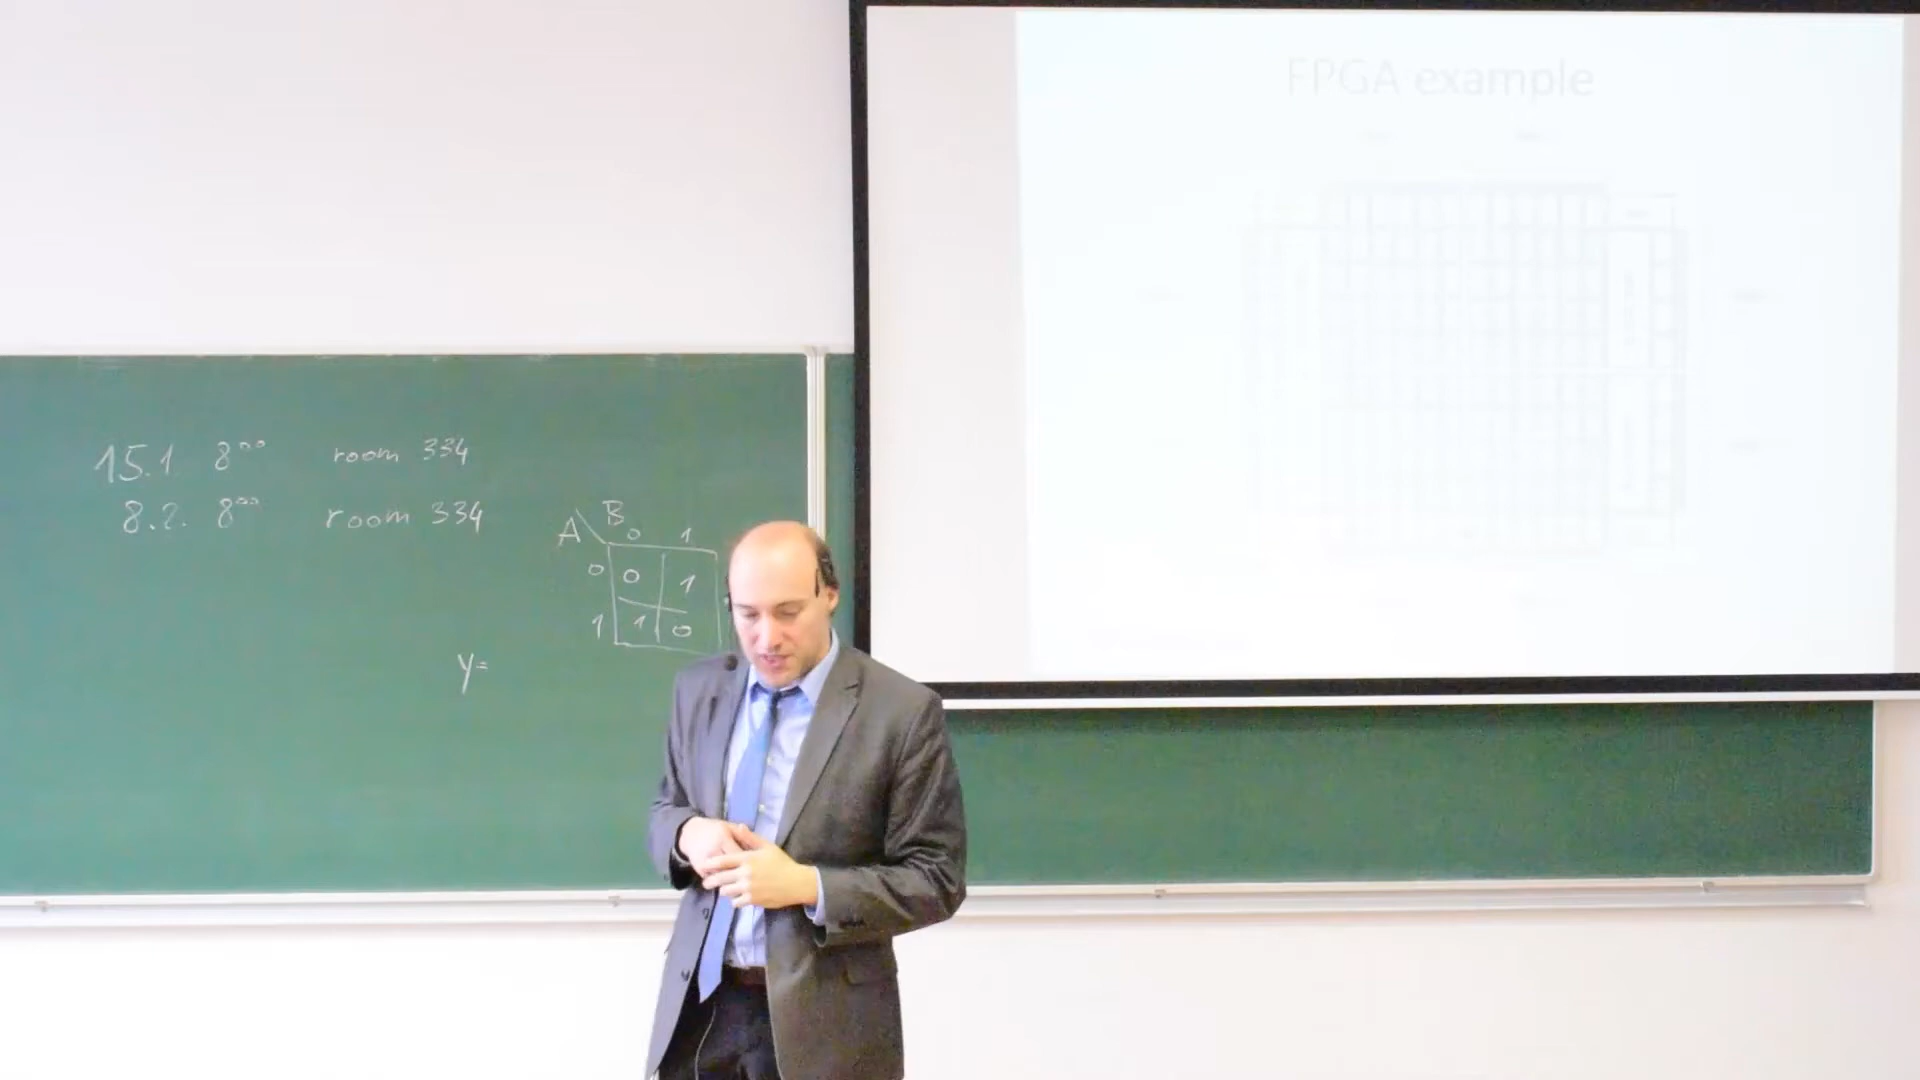 FPGA example
15.1 8⁰⁰ room 334
8.2. 8⁰⁰ room 334
A B
0 1
0 0 1
1 1 0
y=